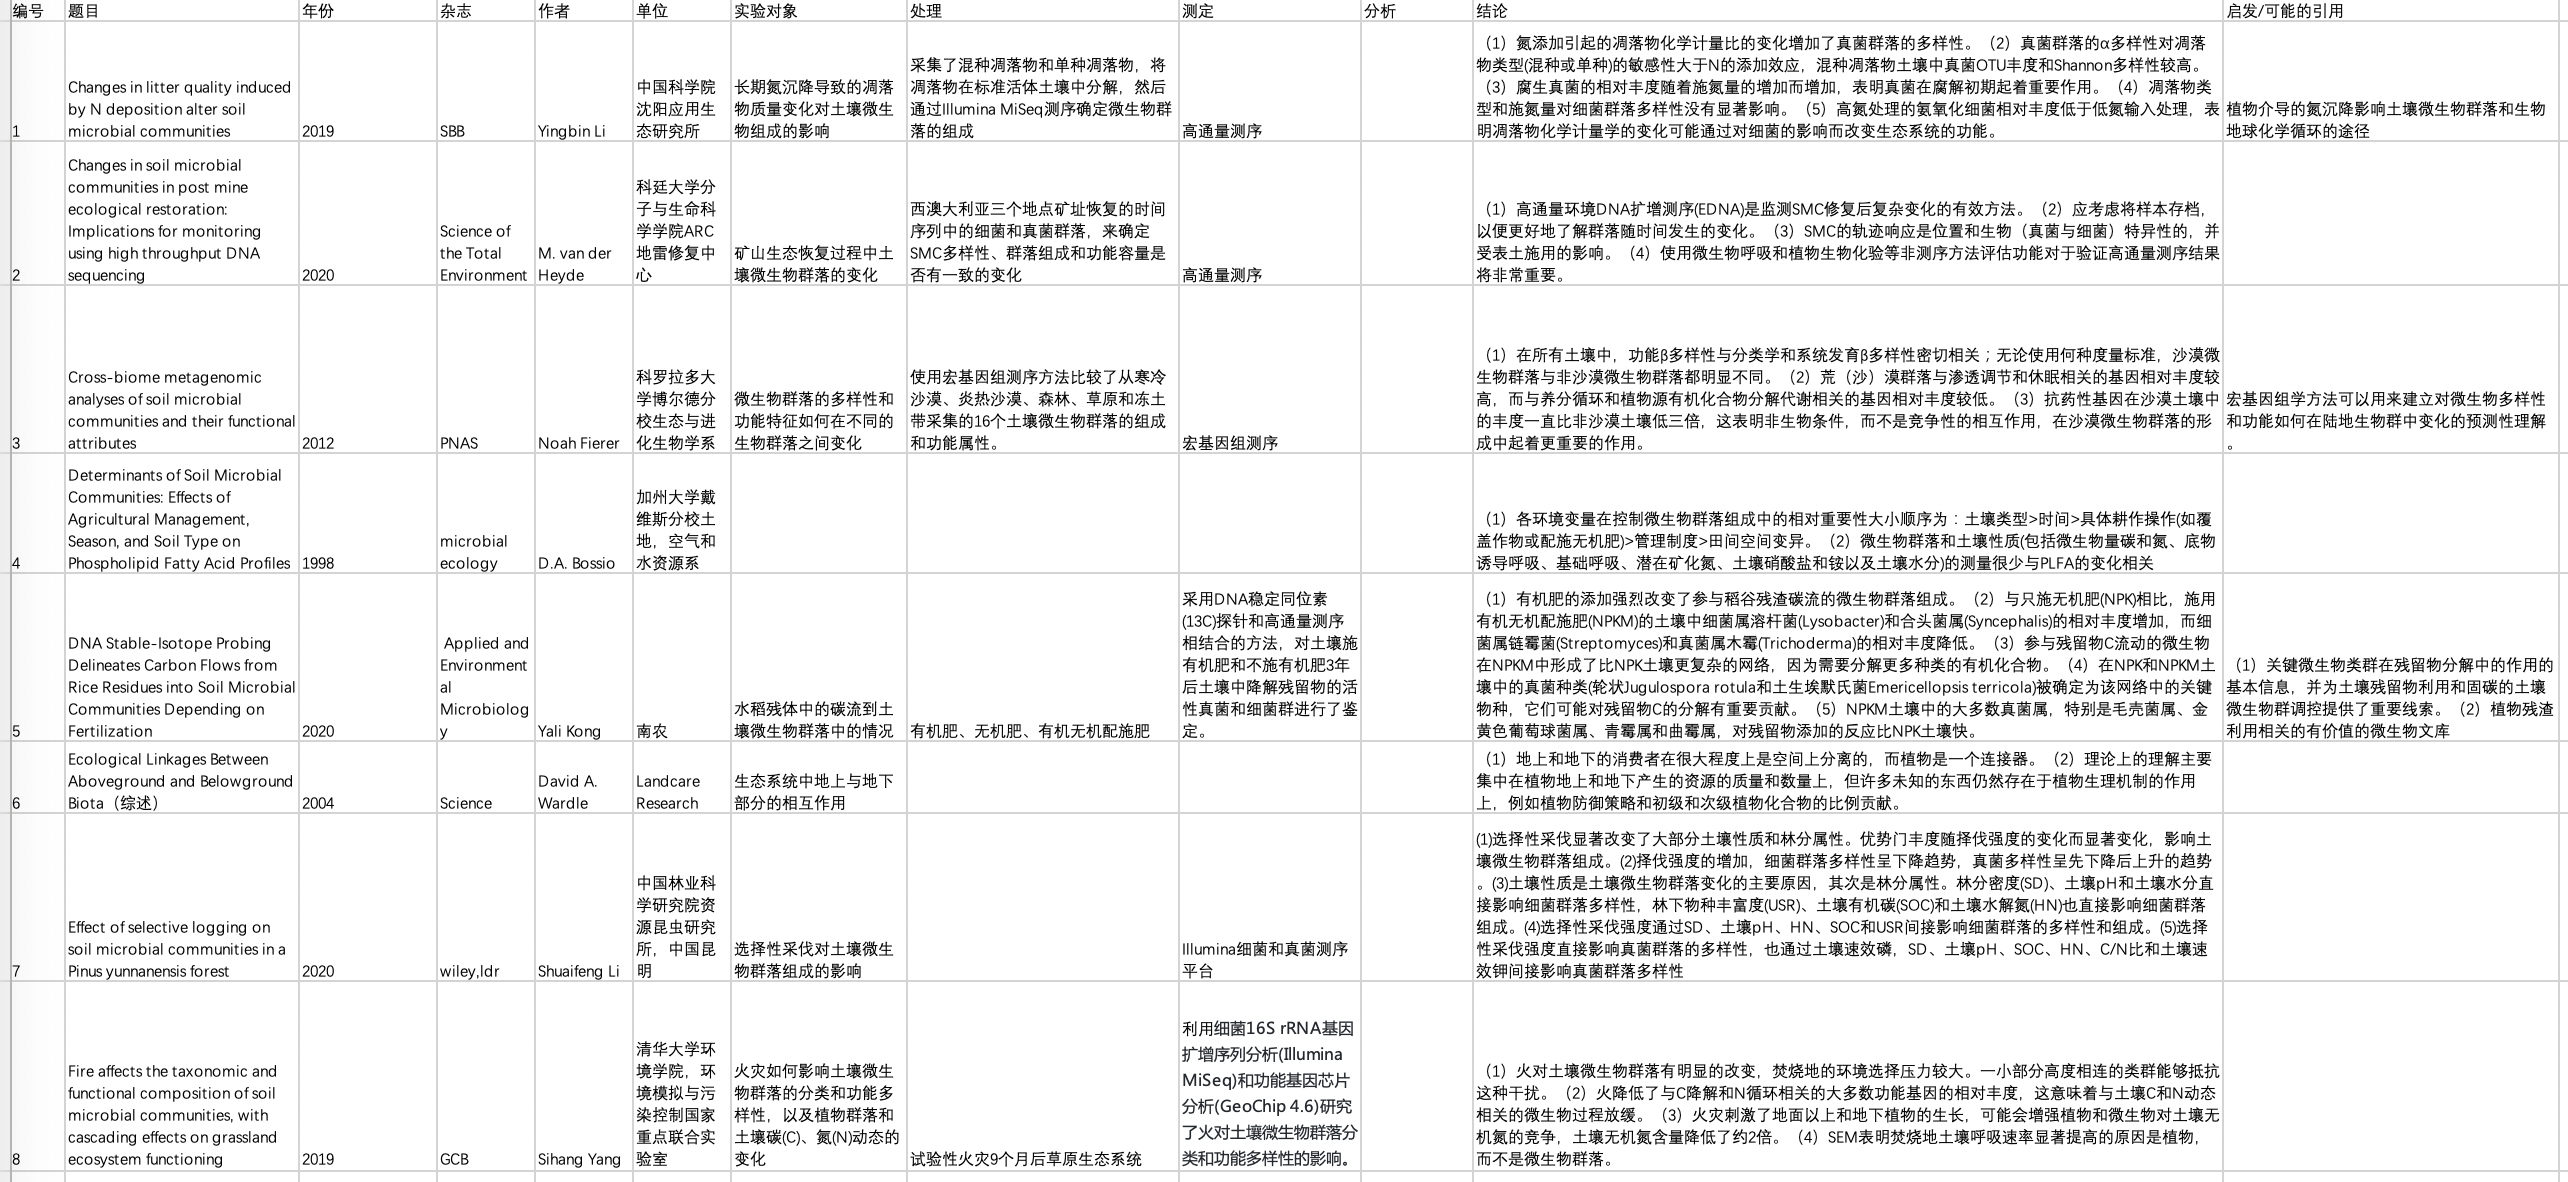 编号 题目 年份 杂志 作者 单位 实验对象 处理 测定 分析 结论 启发/可能的引用
1
Changes in litter quality induced
by N deposition alter soil
microbial communities
2019
SBB
Yingbin Li
中国科学院
沈阳应用生
态研究所
长期氮沉降导致的凋落
物质量变化对土壤微生
物组成的影响
采集了混种凋落物和单种凋落物，将
凋落物在标准活体土壤中分解，然后
通过Illumina MiSeq测序确定微生物群
落的组成
高通量测序
（1）氮添加引起的凋落物化学计量比的变化增加了真菌群落的多样性。（2）真菌群落的α多样性对凋落
物类型(混种或单种)的敏感性大于N的添加效应，混种凋落物土壤中真菌OTU丰度和Shannon多样性较高。
（3）腐生真菌的相对丰度随着施氮量的增加而增加，表明真菌在腐解初期起着重要作用。（4）凋落物类
型和施氮量对细菌群落多样性没有显著影响。（5）高氮处理的氨氧化细菌相对丰度低于低氮输入处理，表
明凋落物化学计量学的变化可能通过对细菌的影响而改变生态系统的功能。
植物介导的氮沉降影响土壤微生物群落和生物
地球化学循环的途径
2
Changes in soil microbial
communities in post mine
ecological restoration:
Implications for monitoring
using high throughput DNA
sequencing
2020
Science of
the Total
Environment
M. van der
Heyde
科廷大学分
子与生命科
学学院ARC
地雷修复中
心
矿山生态恢复过程中土
壤微生物群落的变化
西澳大利亚三个地点矿址恢复的时间
序列中的细菌和真菌群落，来确定
SMC多样性、群落组成和功能容量是
否有一致的变化
高通量测序
（1）高通量环境DNA扩增测序(EDNA)是监测SMC修复后复杂变化的有效方法。（2）应考虑将样本存档，
以便更好地了解群落随时间发生的变化。（3）SMC的轨迹响应是位置和生物（真菌与细菌）特异性的，并
受表土施用的影响。（4）使用微生物呼吸和植物生物化验等非测序方法评估功能对于验证高通量测序结果
将非常重要。
3
Cross-biome metagenomic
analyses of soil microbial
communities and their functional
attributes
2012
PNAS
Noah Fierer
科罗拉多大
学博尔德分
校生态与进
化生物学系
微生物群落的多样性和
功能特征如何在不同的
生物群落之间变化
使用宏基因组测序方法比较了从寒冷
沙漠、炎热沙漠、森林、草原和冻土
带采集的16个土壤微生物群落的组成
和功能属性。
宏基因组测序
（1）在所有土壤中，功能β多样性与分类学和系统发育β多样性密切相关；无论使用何种度量标准，沙漠微
生物群落与非沙漠微生物群落都明显不同。（2）荒（沙）漠群落与渗透调节和休眠相关的基因相对丰度较
高，而与养分循环和植物源有机化合物分解代谢相关的基因相对丰度较低。（3）抗药性基因在沙漠土壤中
的丰度一直比非沙漠土壤低三倍，这表明非生物条件，而不是竞争性的相互作用，在沙漠微生物群落的形
成中起着更重要的作用。
宏基因组学方法可以用来建立对微生物多样性
和功能如何在陆地生物群中变化的预测性理解
。
4
Determinants of Soil Microbial
Communities: Effects of
Agricultural Management,
Season, and Soil Type on
Phospholipid Fatty Acid Profiles
1998
microbial
ecology
D.A. Bossio
加州大学戴
维斯分校土
地，空气和
水资源系
（1）各环境变量在控制微生物群落组成中的相对重要性大小顺序为：土壤类型>时间>具体耕作操作(如覆
盖作物或配施无机肥)>管理制度>田间空间变异。（2）微生物群落和土壤性质(包括微生物量碳和氮、底物
诱导呼吸、基础呼吸、潜在矿化氮、土壤硝酸盐和铵以及土壤水分)的测量很少与PLFA的变化相关
5
DNA Stable-Isotope Probing
Delineates Carbon Flows from
Rice Residues into Soil Microbial
Communities Depending on
Fertilization
2020
Applied and
Environment
al
Microbiolog
y
Yali Kong
南农
水稻残体中的碳流到土
壤微生物群落中的情况
有机肥、无机肥、有机无机配施肥
采用DNA稳定同位素
(13C)探针和高通量测序
相结合的方法，对土壤施
有机肥和不施有机肥3年
后土壤中降解残留物的活
性真菌和细菌群进行了鉴
定。
（1）有机肥的添加强烈改变了参与稻谷残渣碳流的微生物群落组成。（2）与只施无机肥(NPK)相比，施用
有机无机配施肥(NPKM)的土壤中细菌属溶杆菌(Lysobacter)和合头菌属(Syncephalis)的相对丰度增加，而细
菌属链霉菌(Streptomyces)和真菌属木霉(Trichoderma)的相对丰度降低。（3）参与残留物C流动的微生物
在NPKM中形成了比NPK土壤更复杂的网络，因为需要分解更多种类的有机化合物。（4）在NPK和NPKM土
壤中的真菌种类(轮状Jugulospora rotula和土生埃默氏菌Emericellopsis terricola)被确定为该网络中的关键
物种，它们可能对残留物C的分解有重要贡献。（5）NPKM土壤中的大多数真菌属，特别是毛壳菌属、金
黄色葡萄球菌属、青霉属和曲霉属，对残留物添加的反应比NPK土壤快。
（1）关键微生物类群在残留物分解中的作用的
基本信息，并为土壤残留物利用和固碳的土壤
微生物群调控提供了重要线索。（2）植物残渣
利用相关的有价值的微生物文库
6
Ecological Linkages Between
Aboveground and Belowground
Biota（综述）
2004
Science
David A.
Wardle
Landcare
Research
生态系统中地上与地下
部分的相互作用
（1）地上和地下的消费者在很大程度上是空间上分离的，而植物是一个连接器。（2）理论上的理解主要
集中在植物地上和地下产生的资源的质量和数量上，但许多未知的东西仍然存在于植物生理机制的作用
上，例如植物防御策略和初级和次级植物化合物的比例贡献。
7
Effect of selective logging on
soil microbial communities in a
Pinus yunnanensis forest
2020
wiley,ldr
Shuaifeng Li
中国林业科
学研究院资
源昆虫研究
所，中国昆
明
选择性采伐对土壤微生
物群落组成的影响
Illumina细菌和真菌测序
平台
(1)选择性采伐显著改变了大部分土壤性质和林分属性。优势门丰度随择伐强度的变化而显著变化，影响土
壤微生物群落组成。(2)择伐强度的增加，细菌群落多样性呈下降趋势，真菌多样性呈先下降后上升的趋势
。(3)土壤性质是土壤微生物群落变化的主要原因，其次是林分属性。林分密度(SD)、土壤pH和土壤水分直
接影响细菌群落多样性，林下物种丰富度(USR)、土壤有机碳(SOC)和土壤水解氮(HN)也直接影响细菌群落
组成。(4)选择性采伐强度通过SD、土壤pH、HN、SOC和USR间接影响细菌群落的多样性和组成。(5)选择
性采伐强度直接影响真菌群落的多样性，也通过土壤速效磷，SD、土壤pH、SOC、HN、C/N比和土壤速
效钾间接影响真菌群落多样性
8
Fire affects the taxonomic and
functional composition of soil
microbial communities, with
cascading effects on grassland
ecosystem functioning
2019
GCB
Sihang Yang
清华大学环
境学院，环
境模拟与污
染控制国家
重点联合实
验室
火灾如何影响土壤微生
物群落的分类和功能多
样性，以及植物群落和
土壤碳(C)、氮(N)动态的
变化
试验性火灾9个月后草原生态系统
利用细菌16S rRNA基因
扩增序列分析(Illumina
MiSeq)和功能基因芯片
分析(GeoChip 4.6)研究
了火对土壤微生物群落分
类和功能多样性的影响。
（1）火对土壤微生物群落有明显的改变，焚烧地的环境选择压力较大。一小部分高度相连的类群能够抵抗
这种干扰。（2）火降低了与C降解和N循环相关的大多数功能基因的相对丰度，这意味着与土壤C和N动态
相关的微生物过程放缓。（3）火灾刺激了地面以上和地下植物的生长，可能会增强植物和微生物对土壤无
机氮的竞争，土壤无机氮含量降低了约2倍。（4）SEM表明焚烧地土壤呼吸速率显著提高的原因是植物，
而不是微生物群落。